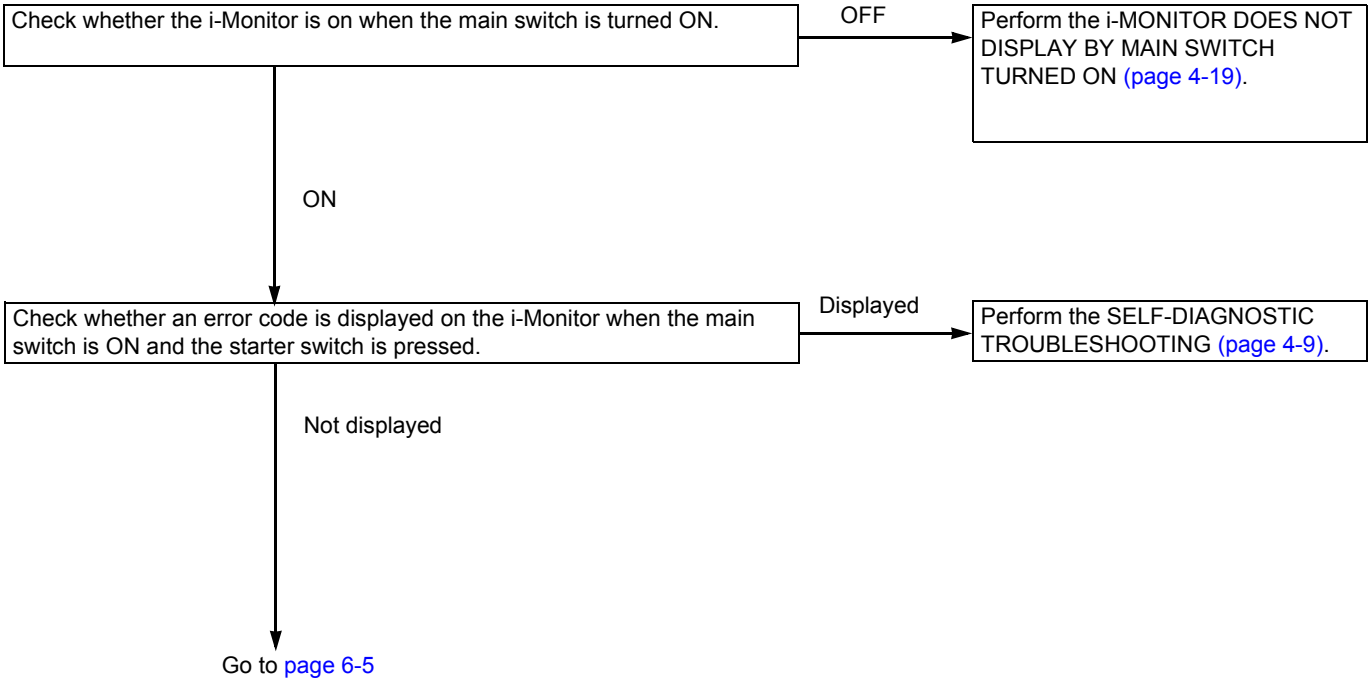 Check whether the i-Monitor is on when the main switch is turned ON.
OFF
Perform the i-MONITOR DOES NOT
DISPLAY BY MAIN SWITCH
TURNED ON (page 4-19).
ON
Check whether an error code is displayed on the i-Monitor when the main
switch is ON and the starter switch is pressed.
Displayed
Perform the SELF-DIAGNOSTIC
TROUBLESHOOTING (page 4-9).
Not displayed
Go to page 6-5